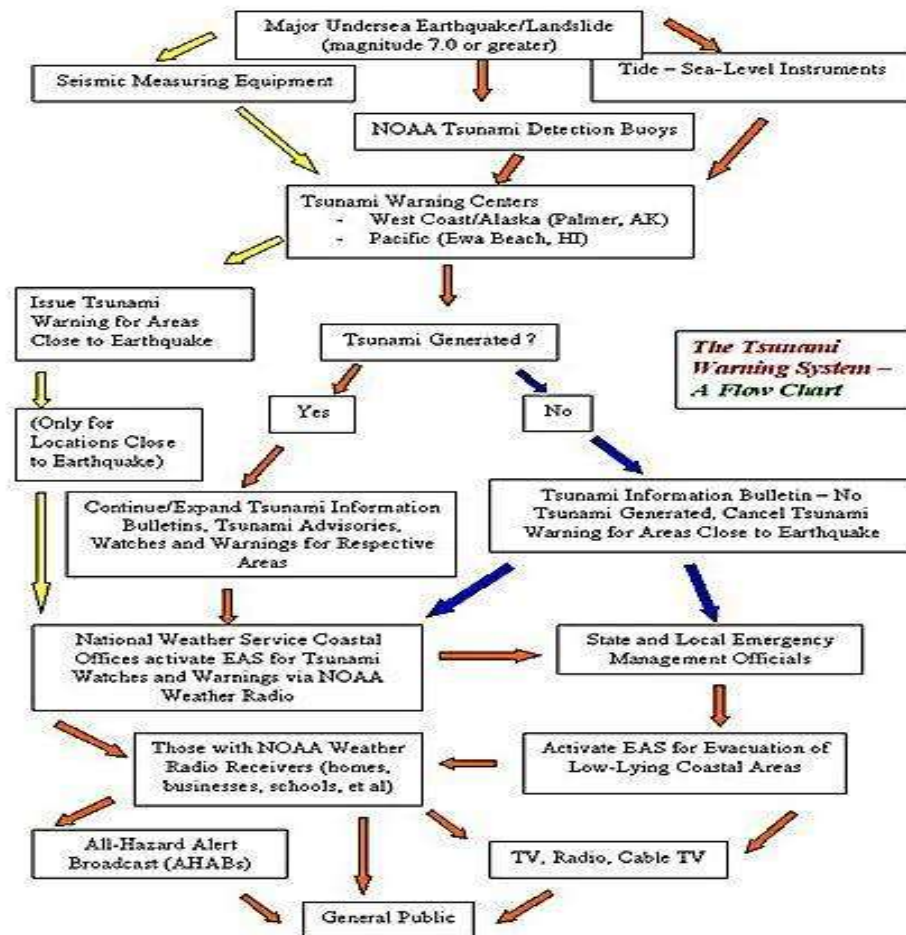 Major Undersea Earthquake/Landslide
(magnitude 7.0 or greater)
Seismic Measuring Equipment
Tide – Sea-Level Instruments
NOAA Tsunami Detection Buoys
Tsunami Warning Centers
- West Coast/Alaska (Palmer, AK)
- Pacific (Ewa Beach, HI)
Issue Tsunami
Warning for Areas
Close to Earthquake
Tsunami Generated ?
The Tsunami
Warning System –
A Flow Chart
Yes
No
(Only for
Locations Close
to Earthquake)
Continue/Expand Tsunami Information
Bulletins, Tsunami Advisories,
Watches and Warnings for Respective
Areas
Tsunami Information Bulletin – No
Tsunami Generated, Cancel Tsunami
Warning for Areas Close to Earthquake
National Weather Service Coastal
Offices activate EAS for Tsunami
Watches and Warnings via NOAA
Weather Radio
State and Local Emergency
Management Officials
Those with NOAA Weather
Radio Receivers (homes,
businesses, schools, et al)
Activate EAS for Evacuation of
Low-Lying Coastal Areas
All-Hazard Alert
Broadcast (AHABs)
TV, Radio, Cable TV
General Public